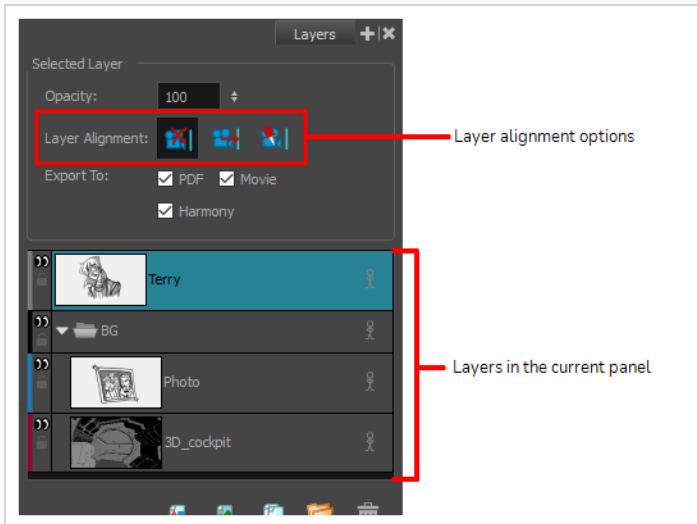 Layers
Selected Layer
Opacity: 100
Layer Alignment:
Layer alignment options
Export To: PDF Movie
Harmony
Terry
BG
Layers in the current panel
Photo
3D_cockpit